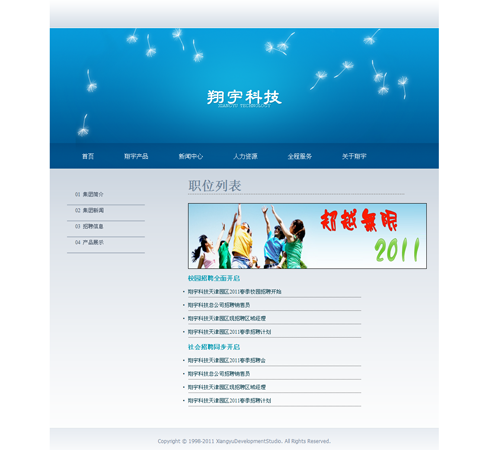 翔宇科技
XIANGYU TECHNOLOGY
首页 翔宇产品 新闻中心 人力资源 全程服务 关于翔宇
01 集团简介
02 集团新闻
03 招聘信息
04 产品展示
职位列表
超越无限
2011
校园招聘全面开启
翔宇科技天津园区2011春季校园招聘开始
翔宇科技总公司招聘销售员
翔宇科技天津园区现招聘区域经理
翔宇科技天津园区2011春季招聘计划
社会招聘同步开启
翔宇科技天津园区2011春季招聘会
翔宇科技总公司招聘销售员
翔宇科技天津园区现招聘区域经理
翔宇科技天津园区2011春季招聘计划
Copyright © 1998-2011 XiangyuDevelopmentStudio. All Rights Reserved.